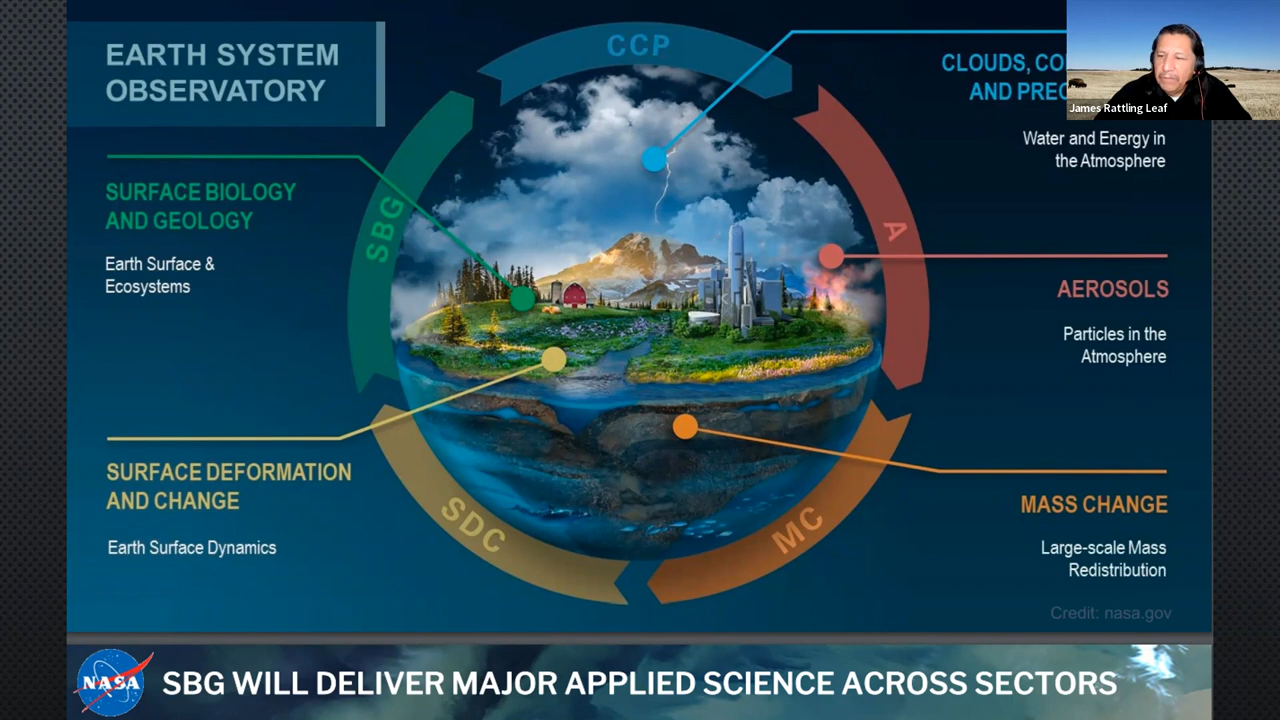 EARTH SYSTEM
OBSERVATORY
CCP
CLOUDS,
AND
James Rattling Leaf
Water and Energy in
the Atmosphere
SURFACE BIOLOGY
AND GEOLOGY
Earth Surface &
Ecosystems
SBG
A
AEROSOLS
Particles in the
Atmosphere
SURFACE DEFORMATION
AND CHANGE
Earth Surface Dynamics
SDC
MC
MASS CHANGE
Large-scale Mass
Redistribution
Credit: nasa.gov
NASA
SBG WILL DELIVER MAJOR APPLIED SCIENCE ACROSS SECTORS